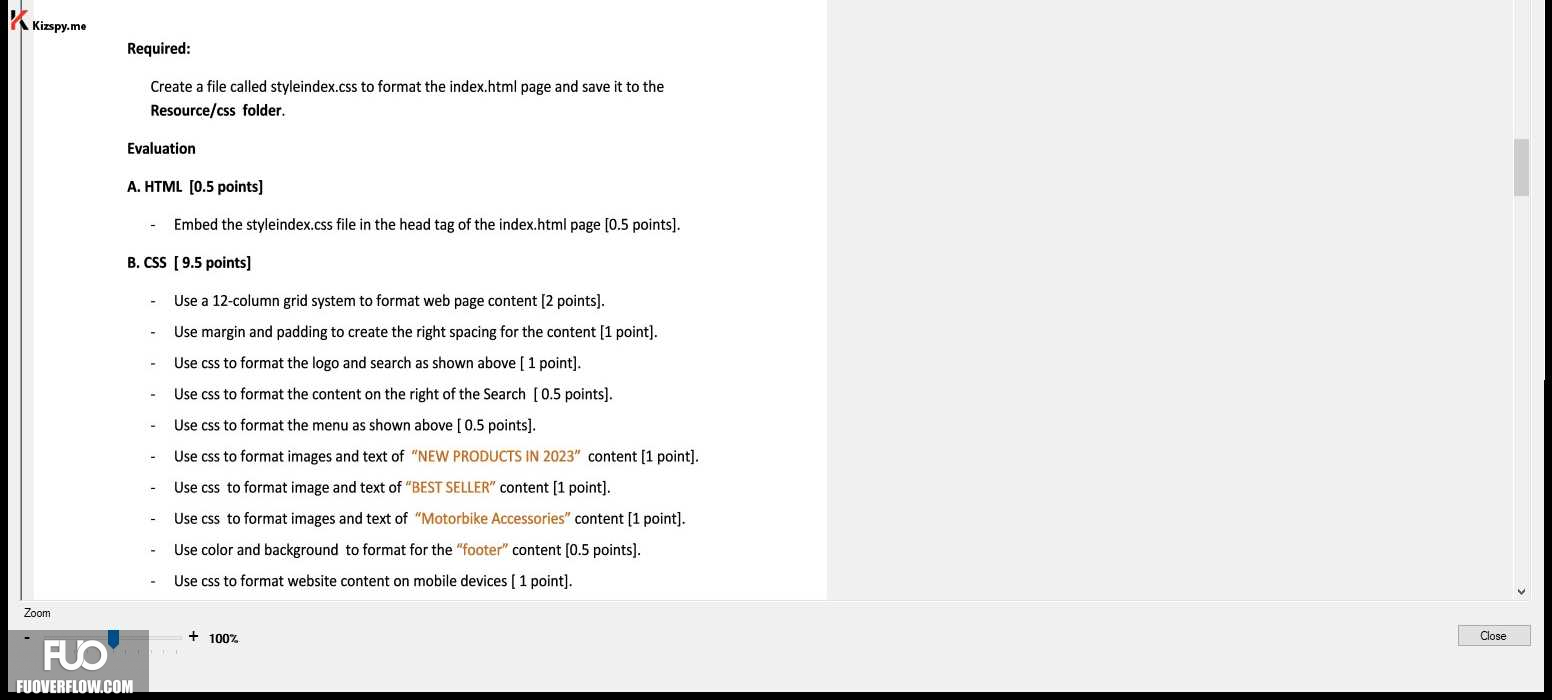 Kizspy.me
Required:
Create a file called styleindex.css to format the index.html page and save it to the
Resource/css folder.
Evaluation
A. HTML [0.5 points]
- Embed the styleindex.css file in the head tag of the index.html page [0.5 points].
B. CSS [ 9.5 points]
- Use a 12-column grid system to format web page content [2 points].
- Use margin and padding to create the right spacing for the content [1 point].
- Use css to format the logo and search as shown above [ 1 point].
- Use css to format the content on the right of the Search [ 0.5 points].
- Use css to format the menu as shown above [ 0.5 points].
- Use css to format images and text of “NEW PRODUCTS IN 2023” content [1 point].
- Use css to format image and text of “BEST SELLER” content [1 point].
- Use css to format images and text of “Motorbike Accessories” content [1 point].
- Use color and background to format for the “footer” content [0.5 points].
- Use css to format website content on mobile devices [ 1 point].
Zoom
- + 100%
Close
FUO
FUOVERFLOW.COM